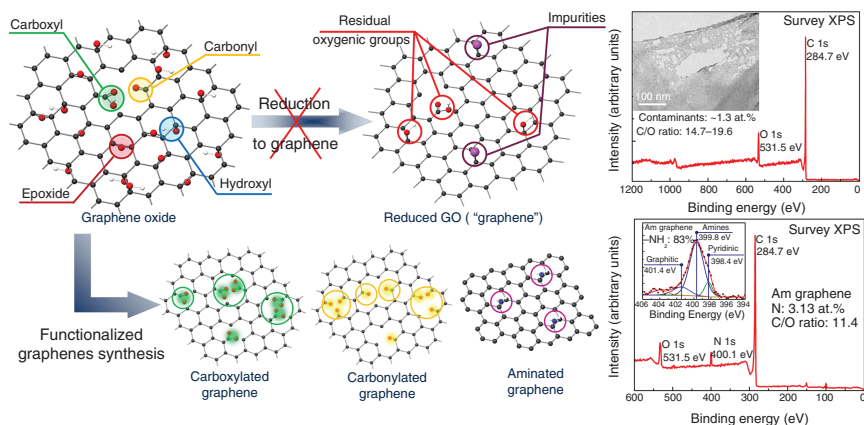 Carboxyl
Carbonyl
Epoxide
Hydroxyl
Graphene oxide
Reduction
to graphene
Residual
oxygenic groups
Impurities
Reduced GO ( “graphene”)
Functionalized
graphenes synthesis
Carboxylated
graphene
Carbonylated
graphene
Aminated
graphene
Survey XPS
C 1s
284.7 eV
100 nm
Contaminants: ~1.3 at.%
C/O ratio: 14.7–19.6
O 1s
531.5 eV
Intensity (arbitrary units)
1200 1000 800 600 400 200 0
Binding energy (eV)
Survey XPS
C 1s
284.7 eV
Am graphene
NH2: 83%
Amines
399.8 eV
Pyridinic
398.4 eV
Graphitic
401.4 eV
406 404 402 400 398 396 394
Binding Energy (eV)
Am graphene
N: 3.13 at.%
C/O ratio: 11.4
O 1s
531.5 eV
N 1s
400.1 eV
Intensity (arbitrary units)
600 500 400 300 200 100 0
Binding energy (eV)